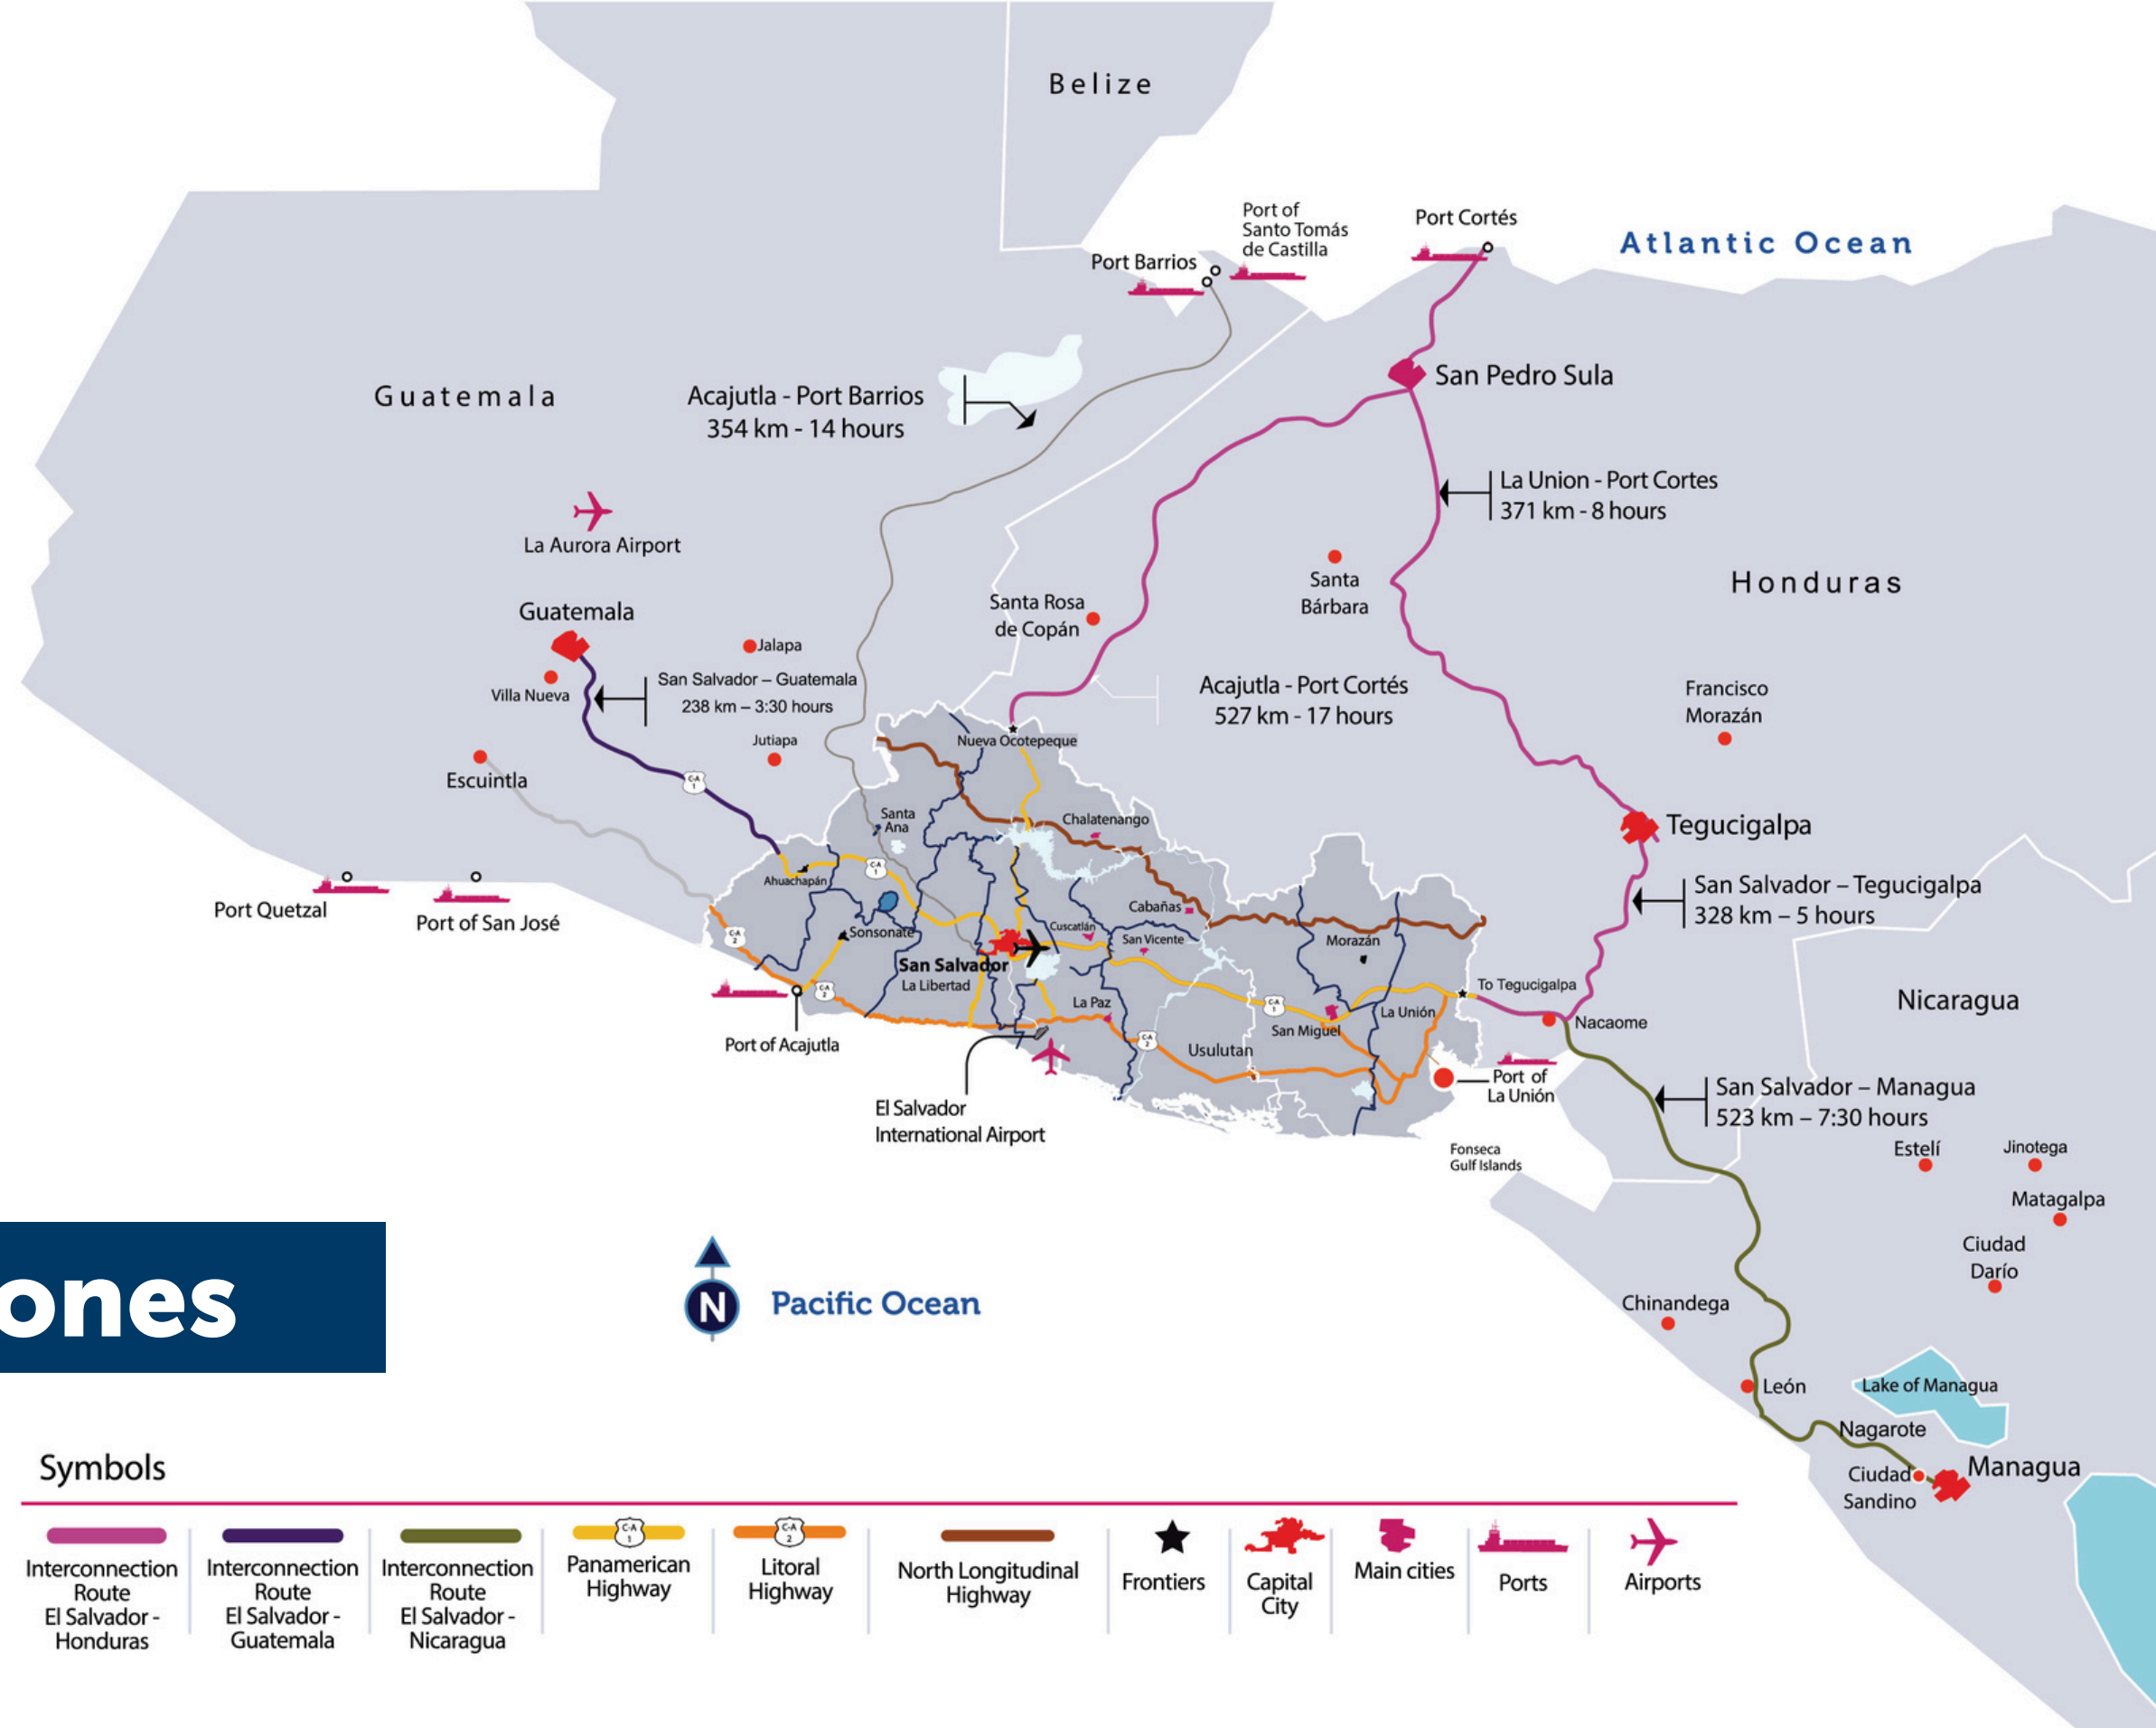 Belize
Port of
Santo Tomás
de Castilla
Port Cortés
Atlantic Ocean
Port Barrios
San Pedro Sula
Guatemala
Acajutla - Port Barrios
354 km - 14 hours
La Union - Port Cortes
371 km - 8 hours
La Aurora Airport
Santa
Bárbara
Honduras
Santa Rosa
de Copán
Guatemala
Jalapa
Villa Nueva
San Salvador – Guatemala
238 km – 3:30 hours
Acajutla - Port Cortés
527 km - 17 hours
Francisco
Morazán
Jutiapa
Nueva Ocotepeque
Escuintla
C-A
1
Santa
Ana
Chalatenango
Tegucigalpa
C-A
1
Ahuachapán
San Salvador – Tegucigalpa
328 km – 5 hours
Port Quetzal
Port of San José
Cabañas
C-A
2
Sonsonate
Cuscatlán
San Vicente
Morazán
San Salvador
La Libertad
To Tegucigalpa
Nicaragua
C-A
2
La Paz
C-A
1
San Miguel
La Unión
Nacaome
Port of Acajutla
C-A
2
Usulutan
Port of
La Unión
San Salvador – Managua
523 km – 7:30 hours
El Salvador
International Airport
Fonseca
Gulf Islands
Estelí
Jinotega
Matagalpa
Ciudad
Darío
ones
N
Pacific Ocean
Chinandega
León
Lake of Managua
Nagarote
Ciudad
Sandino
Managua
Symbols
Interconnection
Route
El Salvador -
Honduras
Interconnection
Route
El Salvador -
Guatemala
Interconnection
Route
El Salvador -
Nicaragua
C-A
1
Panamerican
Highway
C-A
2
Litoral
Highway
North Longitudinal
Highway
Frontiers
Capital
City
Main cities
Ports
Airports